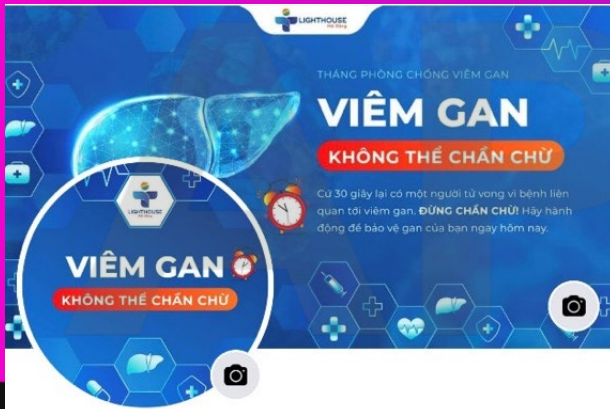 LIGHTHOUSE
THÁNG PHÒNG CHỐNG VIÊM GAN
VIÊM GAN
KHÔNG THỂ CHẦN CHỪ
Cứ 30 giây lại có một người tử vong vì bệnh liên
quan tới viêm gan. ĐỪNG CHẦN CHỪ! Hãy hành
động để bảo vệ gan của bạn ngay hôm nay.
LIGHTHOUSE
VIÊM GAN
KHÔNG THỂ CHẦN CHỪ